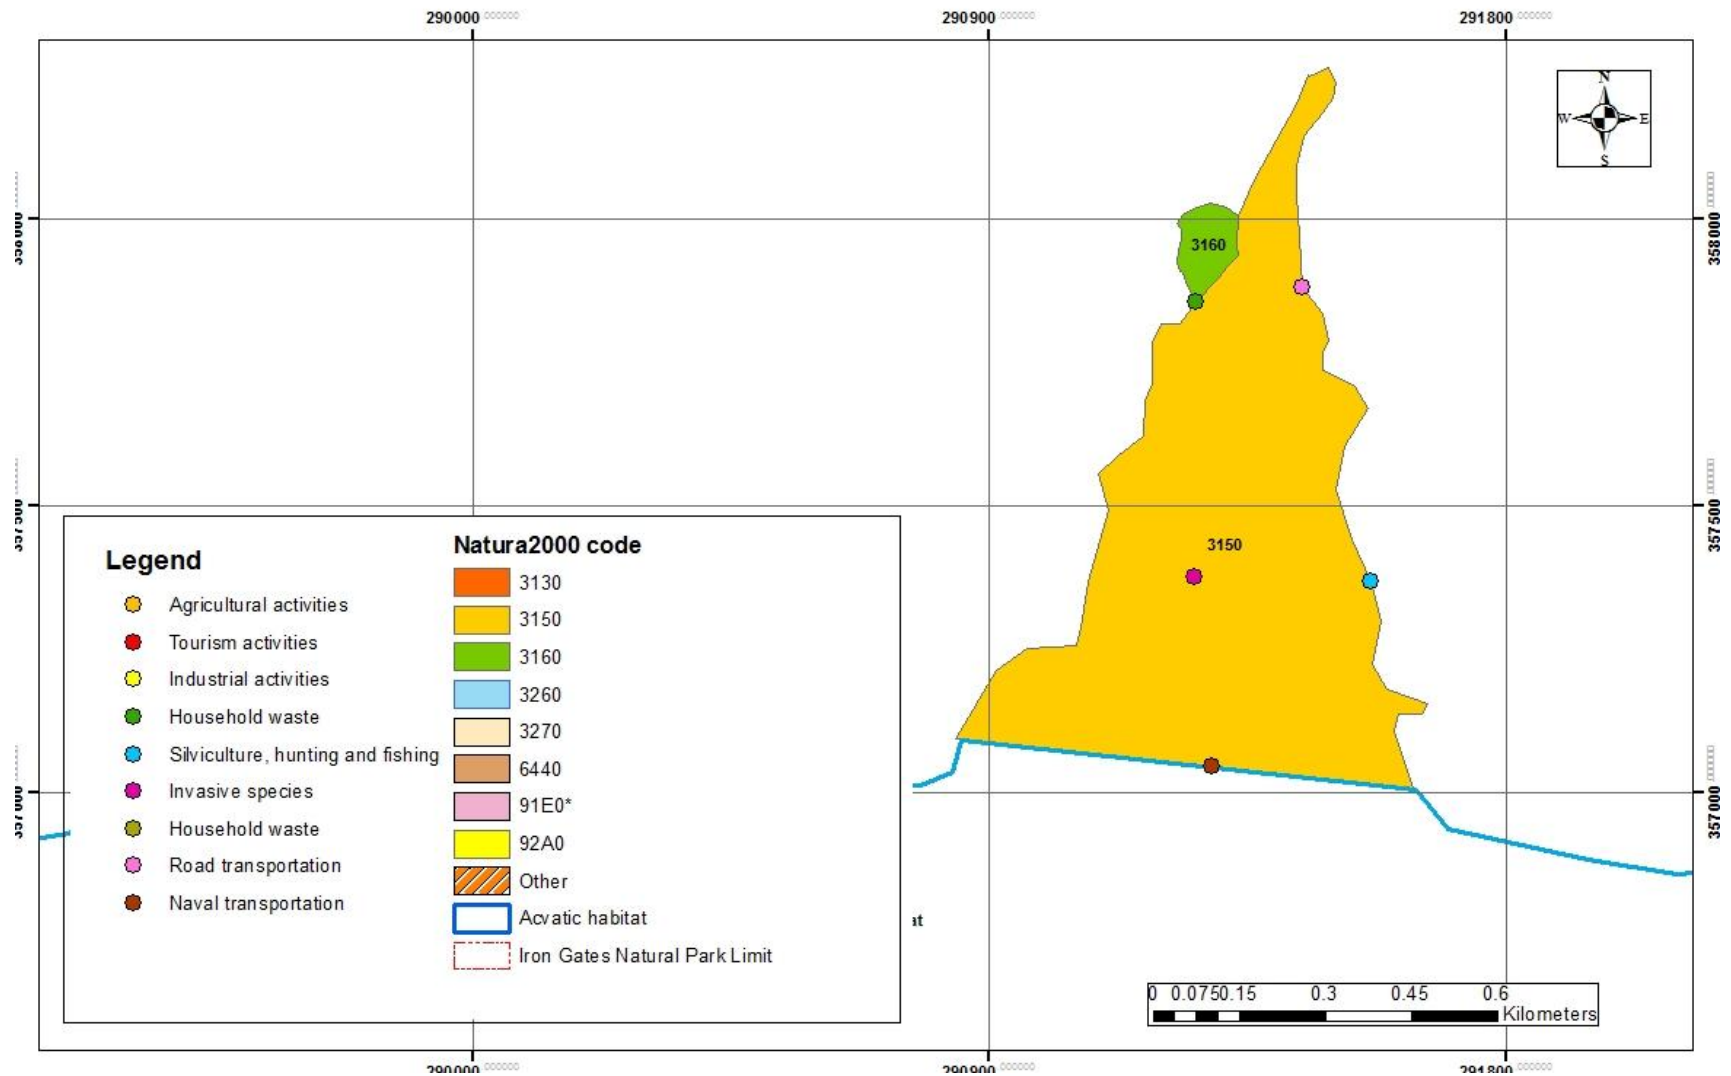 290000 290900 291800
N
W E
S
358000 358000
3160
357500 357500
3150
Legend
Agricultural activities
Tourism activities
Industrial activities
Household waste
Silviculture, hunting and fishing
Invasive species
Household waste
Road transportation
Naval transportation
Natura2000 code
3130
3150
3160
3260
3270
6440
91E0*
92A0
Other
Acvatic habitat
Iron Gates Natural Park Limit
357000 357000
at
0 0.0750.15 0.3 0.45 0.6
Kilometers
290000 290900 291800